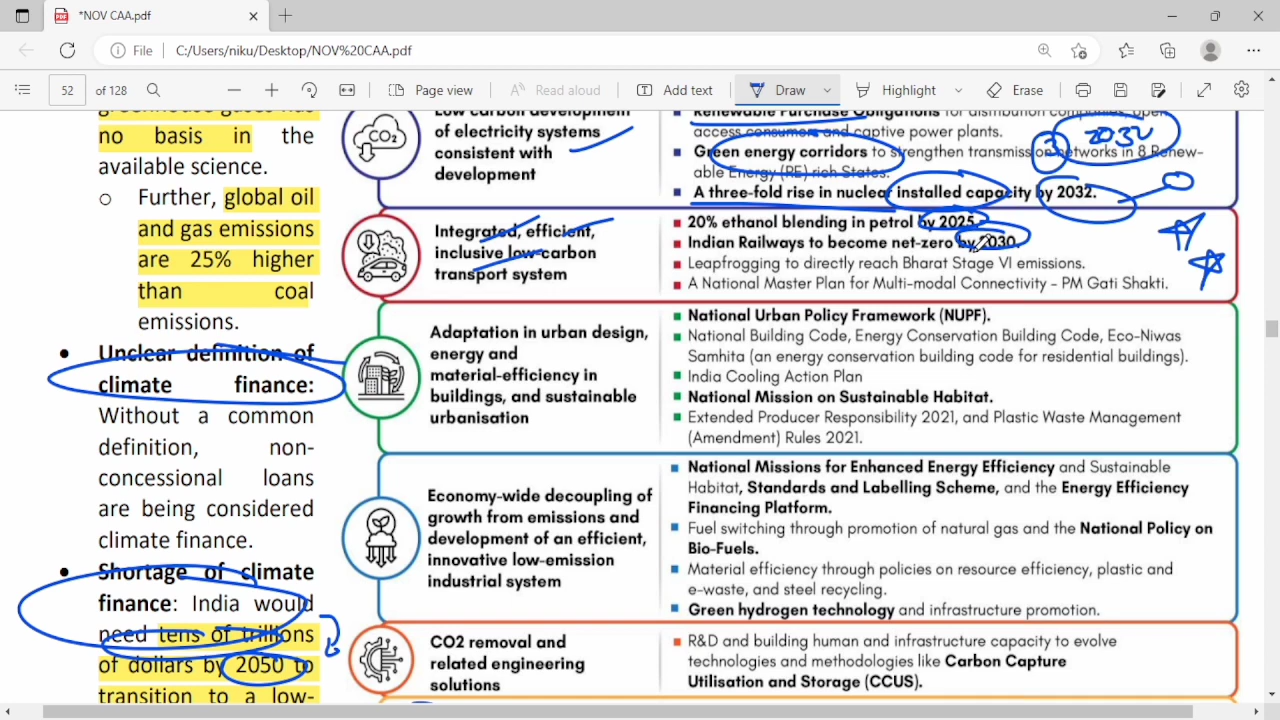 *NOV CAA.pdf
File
C:/Users/niku/Desktop/NOV%20CAA.pdf
52
of 128
Page view
Read aloud
Add text
Draw
Highlight
Erase
no basis in the
available science.
o Further, global oil
and gas emissions
are 25% higher
than coal
emissions.
• Unclear definition of
climate finance:
Without a common
definition, non-
concessional loans
are being considered
climate finance.
• Shortage of climate
finance: India would
need tens of trillions
of dollars by 2050 to
transition to a low-
CO2
Low carbon development
of electricity systems
consistent with
development
Renewable Purchase Obligations for distribution companies, open
access consumers and captive power plants.
Green energy corridors to strengthen transmission networks in 8 Renew-
able Energy (RE) rich States.
A three-fold rise in nuclear installed capacity by 2032.
2032
Integrated, efficient,
inclusive low-carbon
transport system
20% ethanol blending in petrol by 2025.
Indian Railways to become net-zero by 2030.
Leapfrogging to directly reach Bharat Stage VI emissions.
A National Master Plan for Multi-modal Connectivity - PM Gati Shakti.
Adaptation in urban design,
energy and
material-efficiency in
buildings, and sustainable
urbanisation
National Urban Policy Framework (NUPF).
National Building Code, Energy Conservation Building Code, Eco-Niwas
Samhita (an energy conservation building code for residential buildings).
India Cooling Action Plan
National Mission on Sustainable Habitat.
Extended Producer Responsibility 2021, and Plastic Waste Management
(Amendment) Rules 2021.
Economy-wide decoupling of
growth from emissions and
development of an efficient,
innovative low-emission
industrial system
National Missions for Enhanced Energy Efficiency and Sustainable
Habitat, Standards and Labelling Scheme, and the Energy Efficiency
Financing Platform.
Fuel switching through promotion of natural gas and the National Policy on
Bio-Fuels.
Material efficiency through policies on resource efficiency, plastic and
e-waste, and steel recycling.
Green hydrogen technology and infrastructure promotion.
CO2 removal and
related engineering
solutions
R&D and building human and infrastructure capacity to evolve
technologies and methodologies like Carbon Capture
Utilisation and Storage (CCUS).